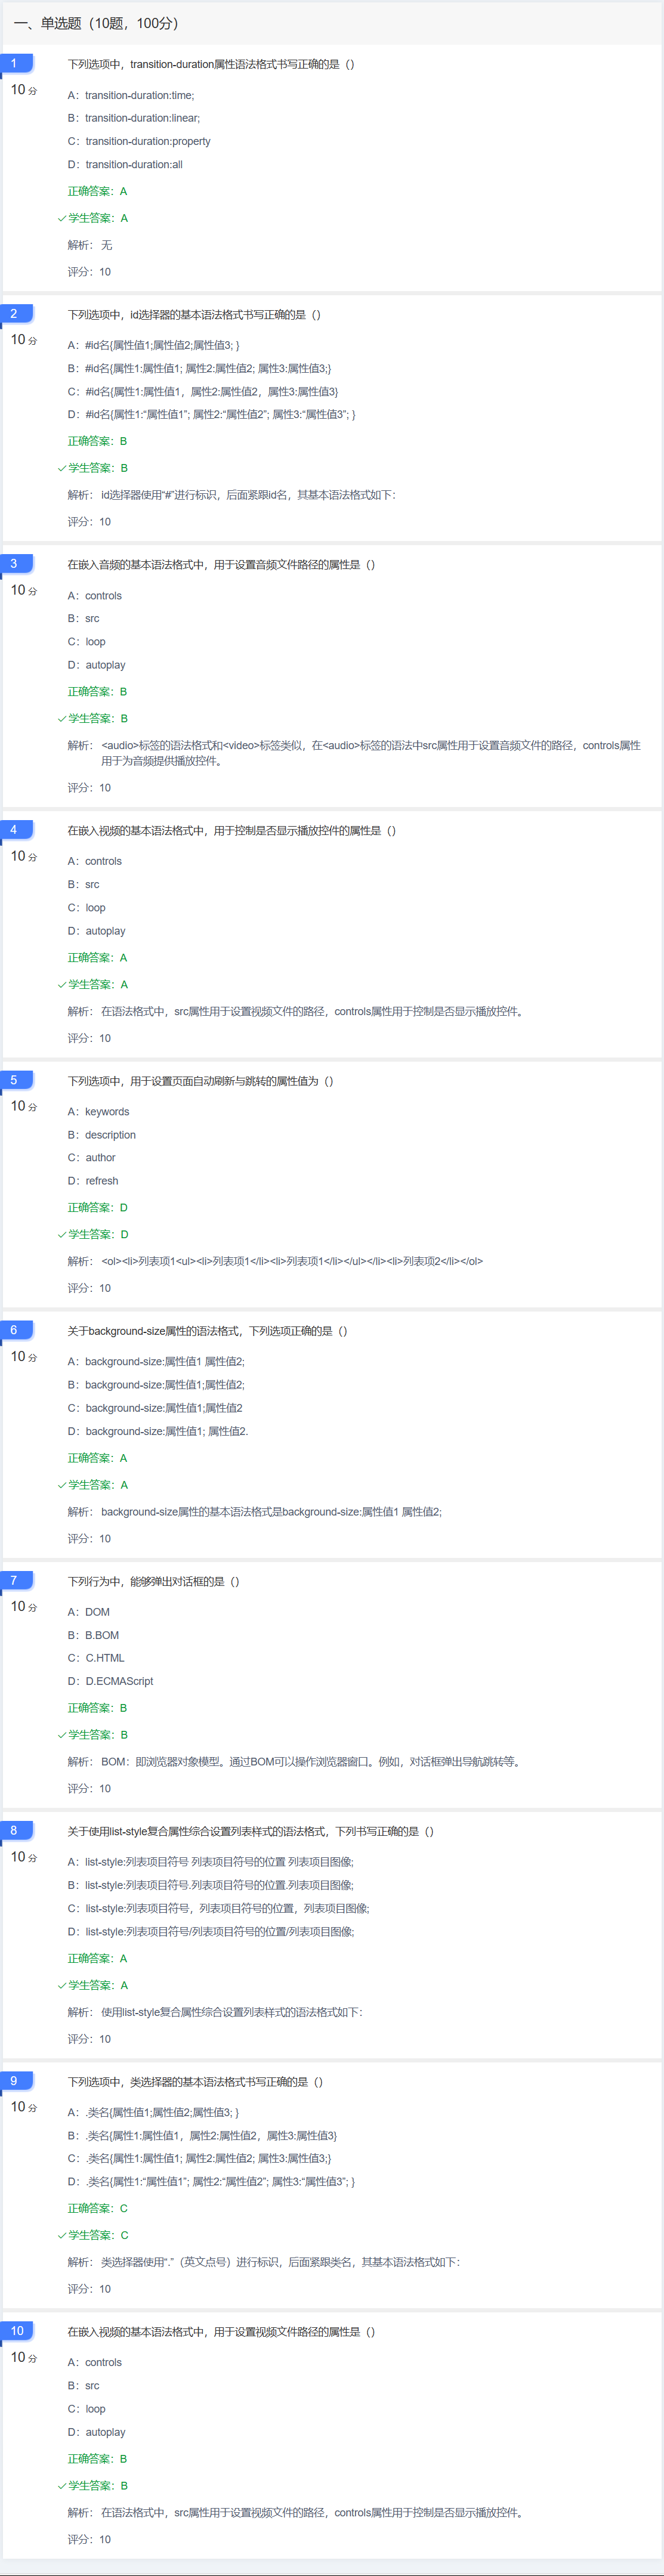 一、单选题（10题，100分）
1
下列选项中，transition-duration属性语法格式书写正确的是（）
10 分
A：transition-duration:time;
B：transition-duration:linear;
C：transition-duration:property
D：transition-duration:all
正确答案：A
学生答案：A
解析： 无
评分：10
2
下列选项中，id选择器的基本语法格式书写正确的是（）
10 分
A：#id名{属性值1;属性值2;属性值3; }
B：#id名{属性1:属性值1; 属性2:属性值2; 属性3:属性值3;}
C：#id名{属性1:属性值1，属性2:属性值2，属性3:属性值3}
D：#id名{属性1:“属性值1”; 属性2:“属性值2”; 属性3:“属性值3”; }
正确答案：B
学生答案：B
解析： id选择器使用“#”进行标识，后面紧跟id名，其基本语法格式如下：
评分：10
3
在嵌入音频的基本语法格式中，用于设置音频文件路径的属性是（）
10 分
A：controls
B：src
C：loop
D：autoplay
正确答案：B
学生答案：B
解析： <audio>标签的语法格式和<video>标签类似，在<audio>标签的语法中src属性用于设置音频文件的路径，controls属性
用于为音频提供播放控件。
评分：10
4
在嵌入视频的基本语法格式中，用于控制是否显示播放控件的属性是（）
10 分
A：controls
B：src
C：loop
D：autoplay
正确答案：A
学生答案：A
解析： 在语法格式中，src属性用于设置视频文件的路径，controls属性用于控制是否显示播放控件。
评分：10
5
下列选项中，用于设置页面自动刷新与跳转的属性值为（）
10 分
A：keywords
B：description
C：author
D：refresh
正确答案：D
学生答案：D
解析： <ol><li>列表项1<ul><li>列表项1</li><li>列表项1</li></ul></li><li>列表项2</li></ol>
评分：10
6
关于background-size属性的语法格式，下列选项正确的是（）
10 分
A：background-size:属性值1 属性值2;
B：background-size:属性值1;属性值2;
C：background-size:属性值1;属性值2
D：background-size:属性值1; 属性值2.
正确答案：A
学生答案：A
解析： background-size属性的基本语法格式是background-size:属性值1 属性值2;
评分：10
7
下列行为中，能够弹出对话框的是（）
10 分
A：DOM
B：B.BOM
C：C.HTML
D：D.ECMAScript
正确答案：B
学生答案：B
解析： BOM：即浏览器对象模型。通过BOM可以操作浏览器窗口。例如，对话框弹出导航跳转等。
评分：10
8
关于使用list-style复合属性综合设置列表样式的语法格式，下列书写正确的是（）
10 分
A：list-style:列表项目符号 列表项目符号的位置 列表项目图像;
B：list-style:列表项目符号.列表项目符号的位置.列表项目图像;
C：list-style:列表项目符号，列表项目符号的位置，列表项目图像;
D：list-style:列表项目符号/列表项目符号的位置/列表项目图像;
正确答案：A
学生答案：A
解析： 使用list-style复合属性综合设置列表样式的语法格式如下：
评分：10
9
下列选项中，类选择器的基本语法格式书写正确的是（）
10 分
A：.类名{属性值1;属性值2;属性值3; }
B：.类名{属性1:属性值1，属性2:属性值2，属性3:属性值3}
C：.类名{属性1:属性值1; 属性2:属性值2; 属性3:属性值3;}
D：.类名{属性1:“属性值1”; 属性2:“属性值2”; 属性3:“属性值3”; }
正确答案：C
学生答案：C
解析： 类选择器使用“.”（英文点号）进行标识，后面紧跟类名，其基本语法格式如下：
评分：10
10
在嵌入视频的基本语法格式中，用于设置视频文件路径的属性是（）
10 分
A：controls
B：src
C：loop
D：autoplay
正确答案：B
学生答案：B
解析： 在语法格式中，src属性用于设置视频文件的路径，controls属性用于控制是否显示播放控件。
评分：10